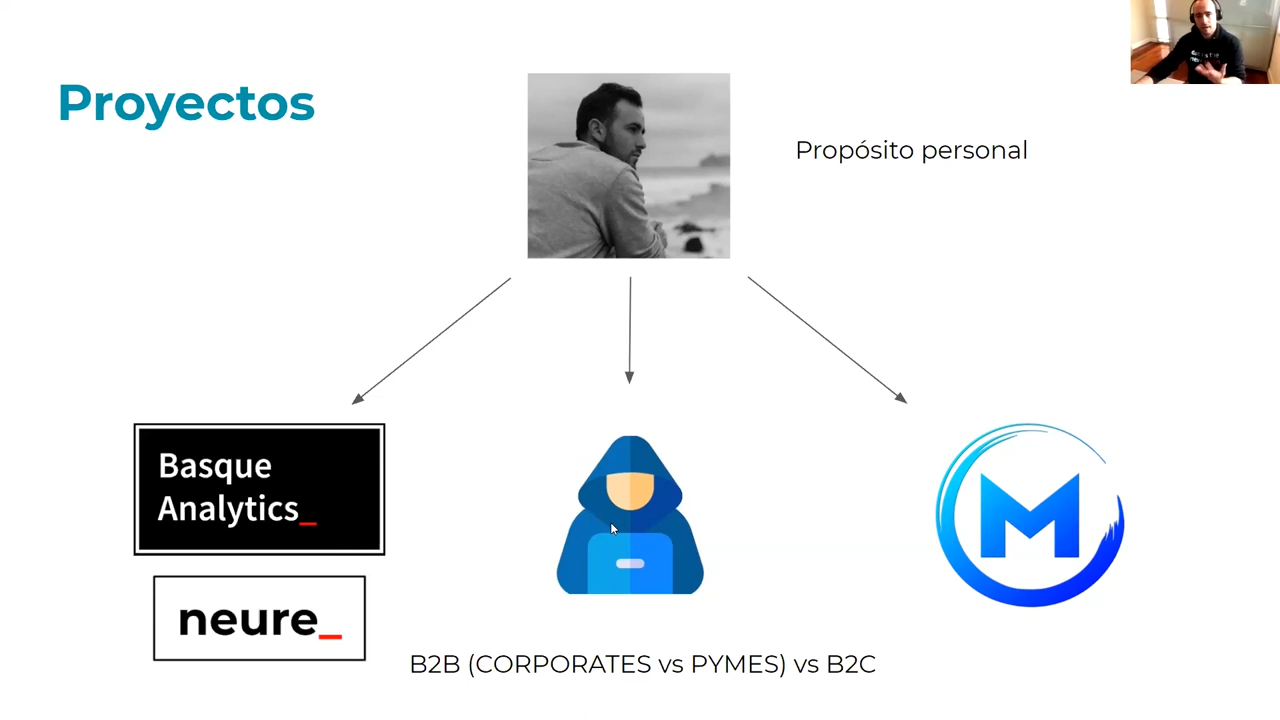 Proyectos
Propósito personal
Basque
Analytics_
M
neure_
B2B (CORPORATES vs PYMES) vs B2C